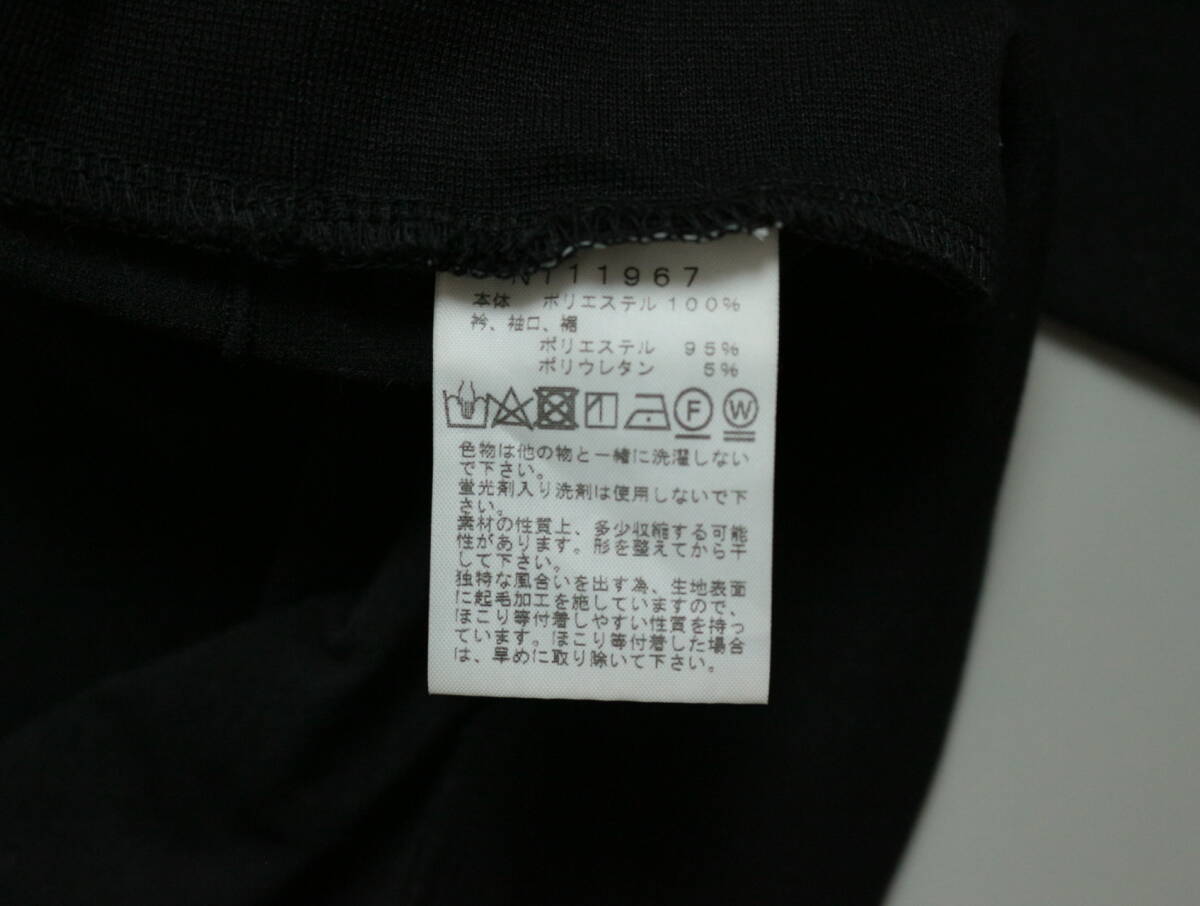 NT11967
本体 ポリエステル 100%
衿、袖口、裾
ポリエステル 95%
ポリウレタン 5%
F W
色物は他の物と一緒に洗濯しない
で下さい。
蛍光剤入り洗剤は使用しないで下
さい。
素材の性質上、多少収縮する可能
性があります。形を整えてから干
して下さい。
独特な風合いを出す為、生地表面
に起毛加工を施していますので、
ほこり等付着しやすい性質を持っ
ています。ほこり等付着した場合
は、早めに取り除いて下さい。